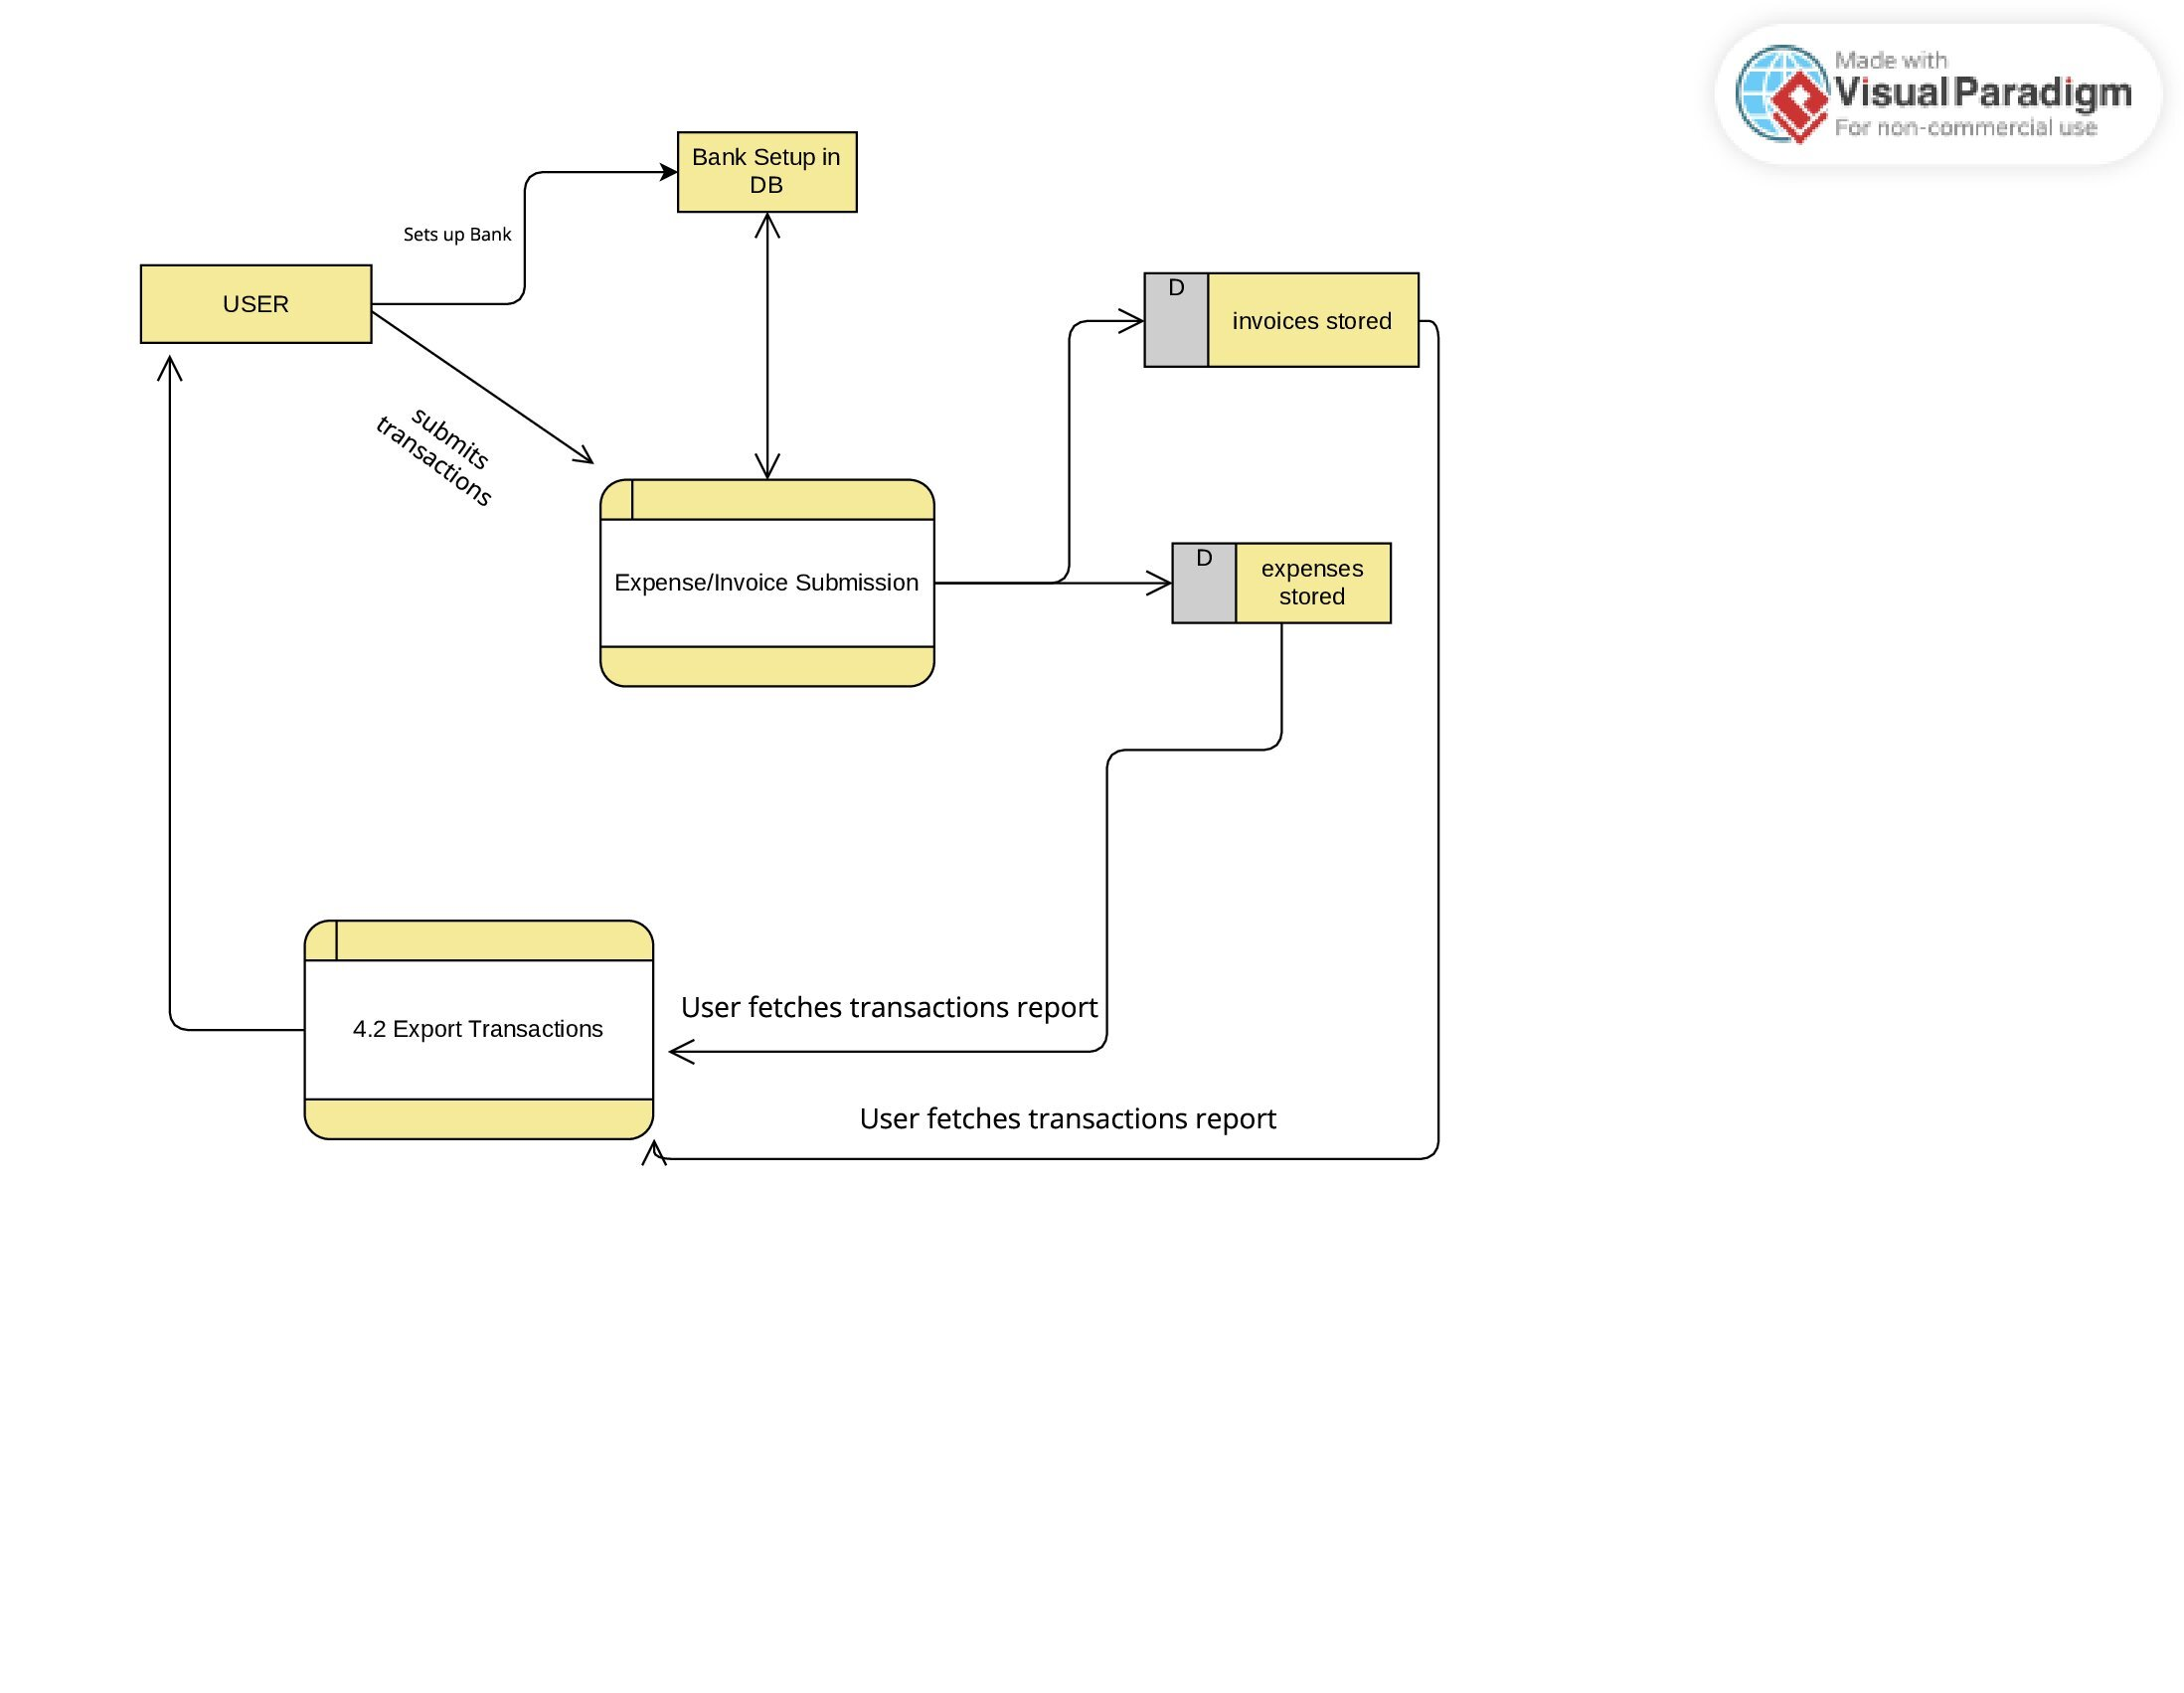 Made with
Visual Paradigm
For non-commercial use
Bank Setup in
DB
Sets up Bank
USER
D
invoices stored
submits
transactions
D
expenses
stored
Expense/Invoice Submission
User fetches transactions report
4.2 Export Transactions
User fetches transactions report